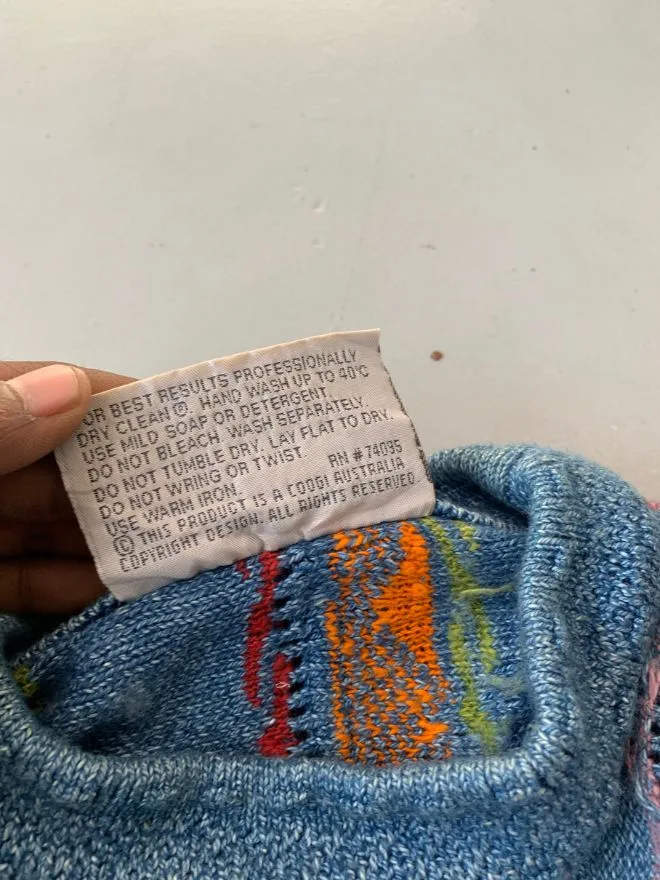 OR BEST RESULTS PROFESSIONALLY
DRY CLEAN Ⓟ. HAND WASH UP TO 40°C
USE MILD SOAP OR DETERGENT.
DO NOT BLEACH. WASH SEPARATELY.
DO NOT TUMBLE DRY. LAY FLAT TO DRY.
DO NOT WRING OR TWIST
USE WARM IRON. RN#74095
© THIS PRODUCT IS A COOGI AUSTRALIA
COPYRIGHT DESIGN. ALL RIGHTS RESERVED